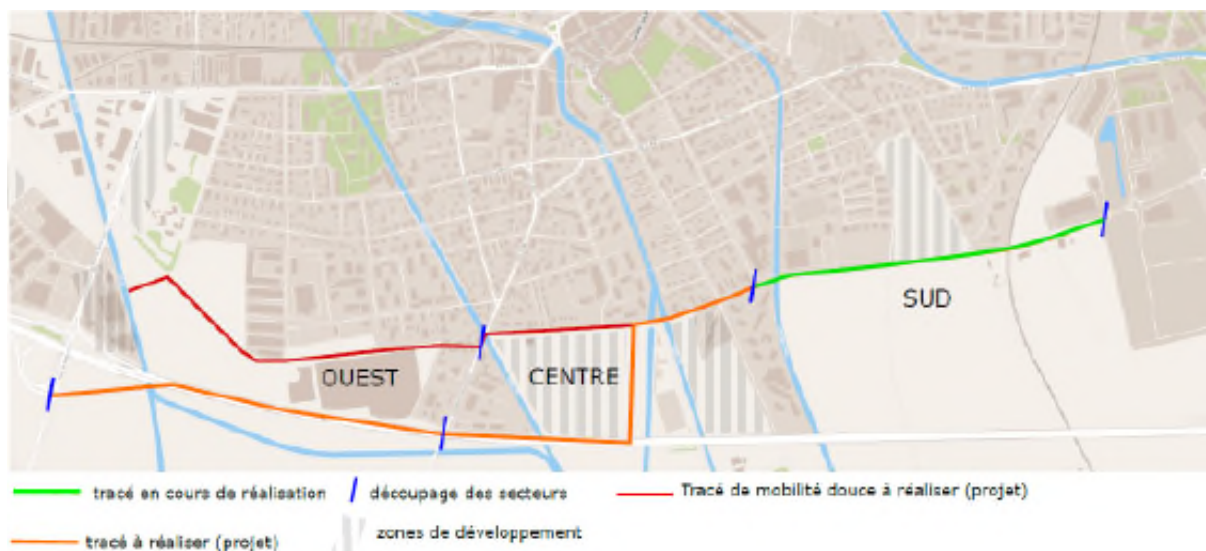 SUD
OUEST
CENTRE
tracé en cours de réalisation
découpage des secteurs
Tracé de mobilité douce à réaliser (projet)
tracé à réaliser (projet)
zones de développement